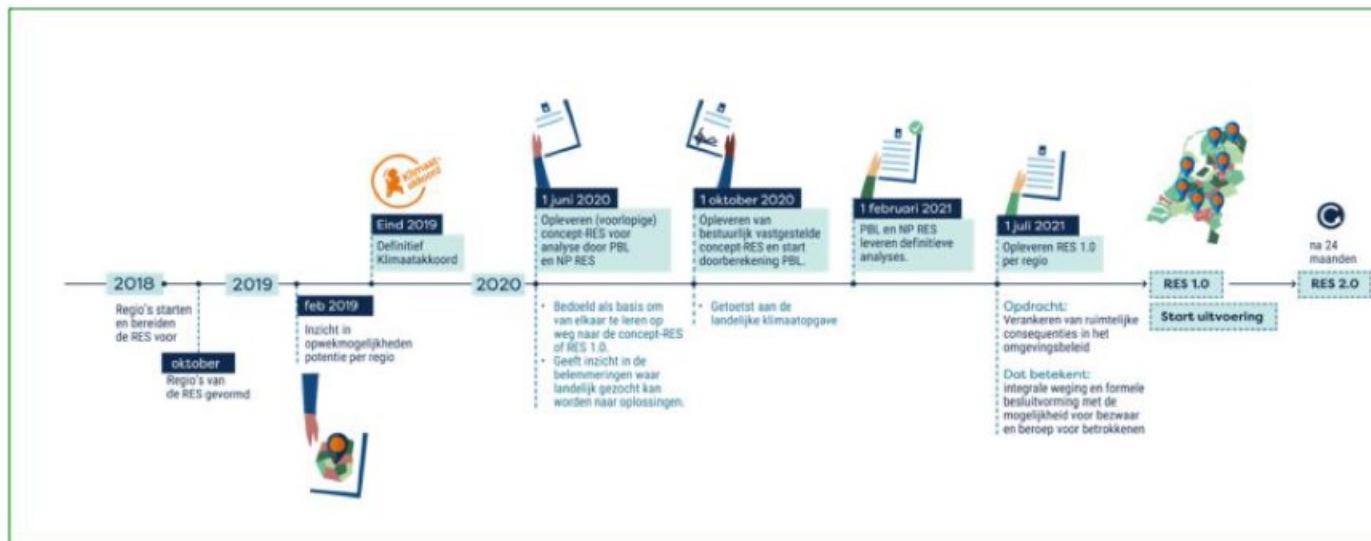 2018
Regio's starten
en bereiden
de RES voor
oktober
Regio's van
de RES gevormd
2019
feb 2019
Inzicht in
opwekmogelijkheden
potentie per regio
Klimaat-
akkoord
Eind 2019
Definitief
Klimaatakkoord
2020
1 juni 2020
Opleveren (voorlopige)
concept-RES voor
analyse door PBL
en NP RES
• Bedoeld als basis om
van elkaar te leren op
weg naar de concept-RES
of RES 1.0.
• Geeft inzicht in de
belemmeringen waar
landelijk gezocht kan
worden naar oplossingen.
1 oktober 2020
Opleveren van
bestuurlijk vastgestelde
concept-RES en start
doorberekening PBL.
• Getoetst aan de
landelijke klimaatopgave
1 februari 2021
PBL en NP RES
leveren definitieve
analyses.
1 juli 2021
Opleveren RES 1.0
per regio
Opdracht:
Verankeren van ruimtelijke
consequenties in het
omgevingsbeleid
Dat betekent:
integrale weging en formele
besluitvorming met de
mogelijkheid voor bezwaar
en beroep voor betrokkenen
RES 1.0
Start uitvoering
na 24
maanden
RES 2.0